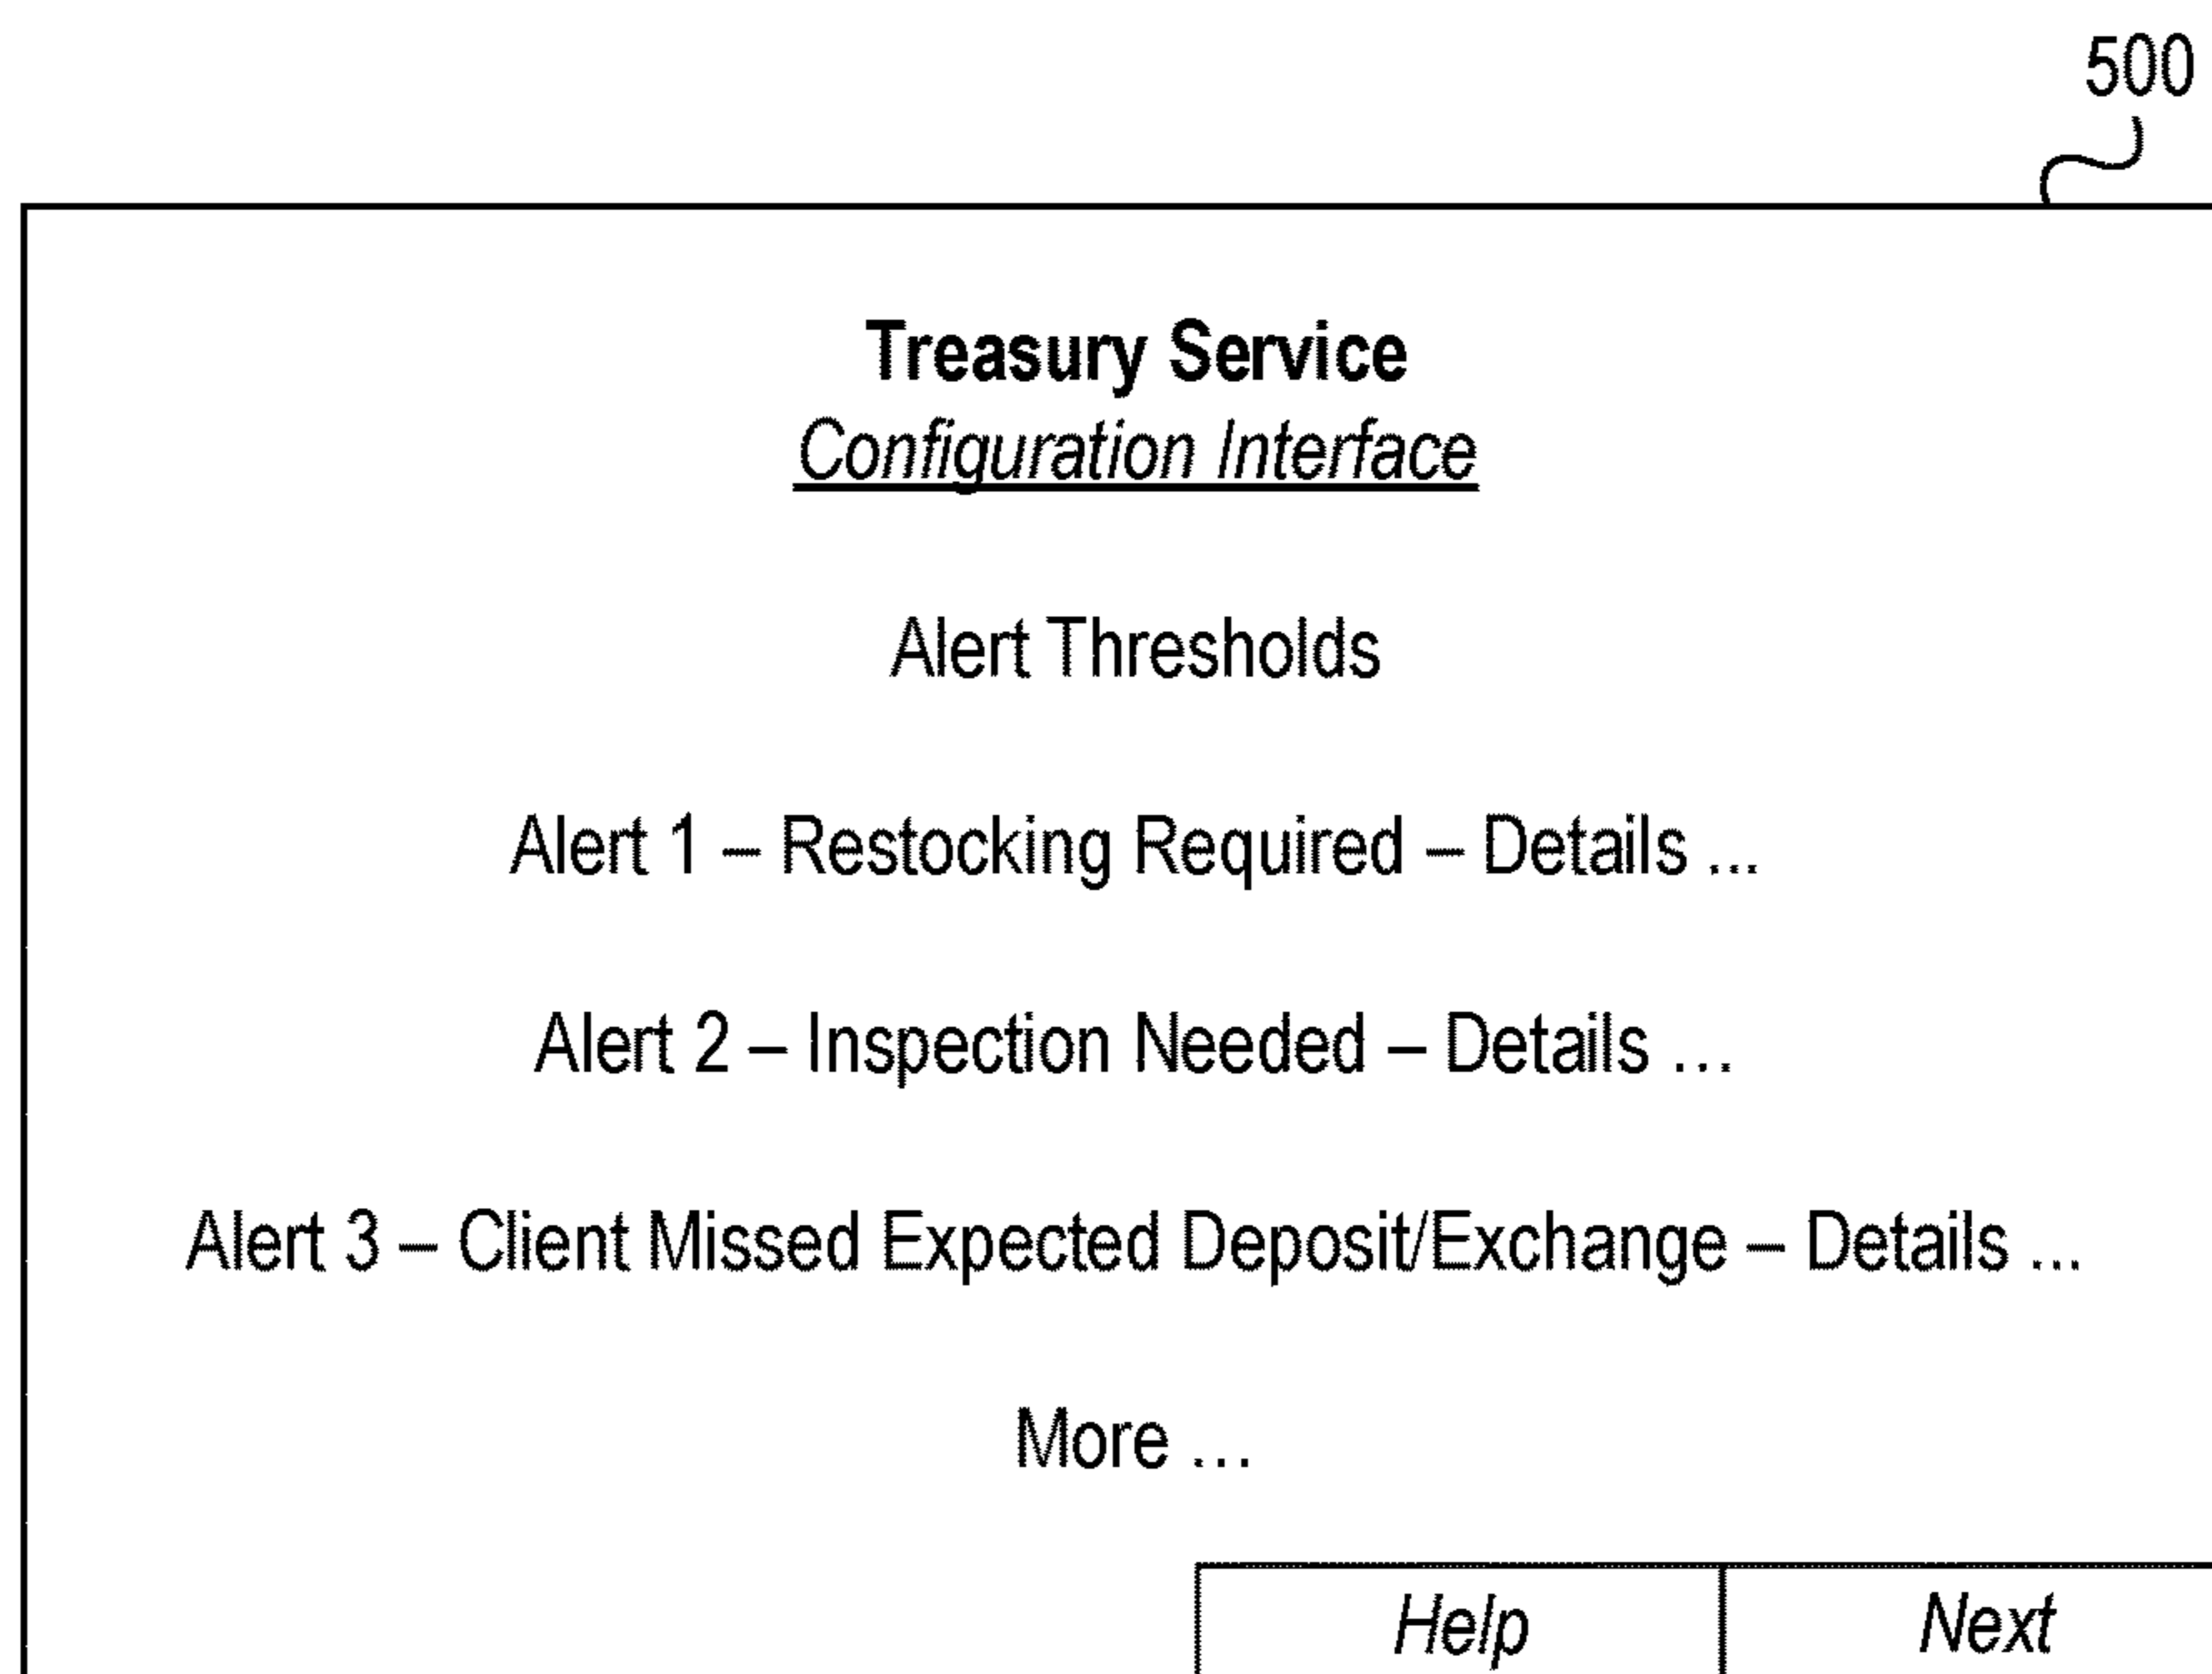 500
Treasury Service
Configuration Interface
Alert Thresholds
Alert 1 – Restocking Required – Details ...
Alert 2 – Inspection Needed – Details ...
Alert 3 – Client Missed Expected Deposit/Exchange – Details ...
More ...
Help Next